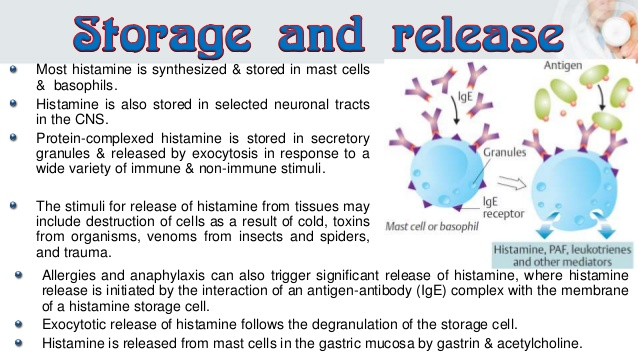 Storage and release
Most histamine is synthesized & stored in mast cells
& basophils.
Histamine is also stored in selected neuronal tracts
in the CNS.
Protein-complexed histamine is stored in secretory
granules & released by exocytosis in response to a
wide variety of immune & non-immune stimuli.
The stimuli for release of histamine from tissues may
include destruction of cells as a result of cold, toxins
from organisms, venoms from insects and spiders,
and trauma.
IgE
Antigen
Granules
IgE
receptor
Mast cell or basophil
Histamine, PAF, leukotrienes
and other mediators
Allergies and anaphylaxis can also trigger significant release of histamine, where histamine
release is initiated by the interaction of an antigen-antibody (IgE) complex with the membrane
of a histamine storage cell.
Exocytotic release of histamine follows the degranulation of the storage cell.
Histamine is released from mast cells in the gastric mucosa by gastrin & acetylcholine.